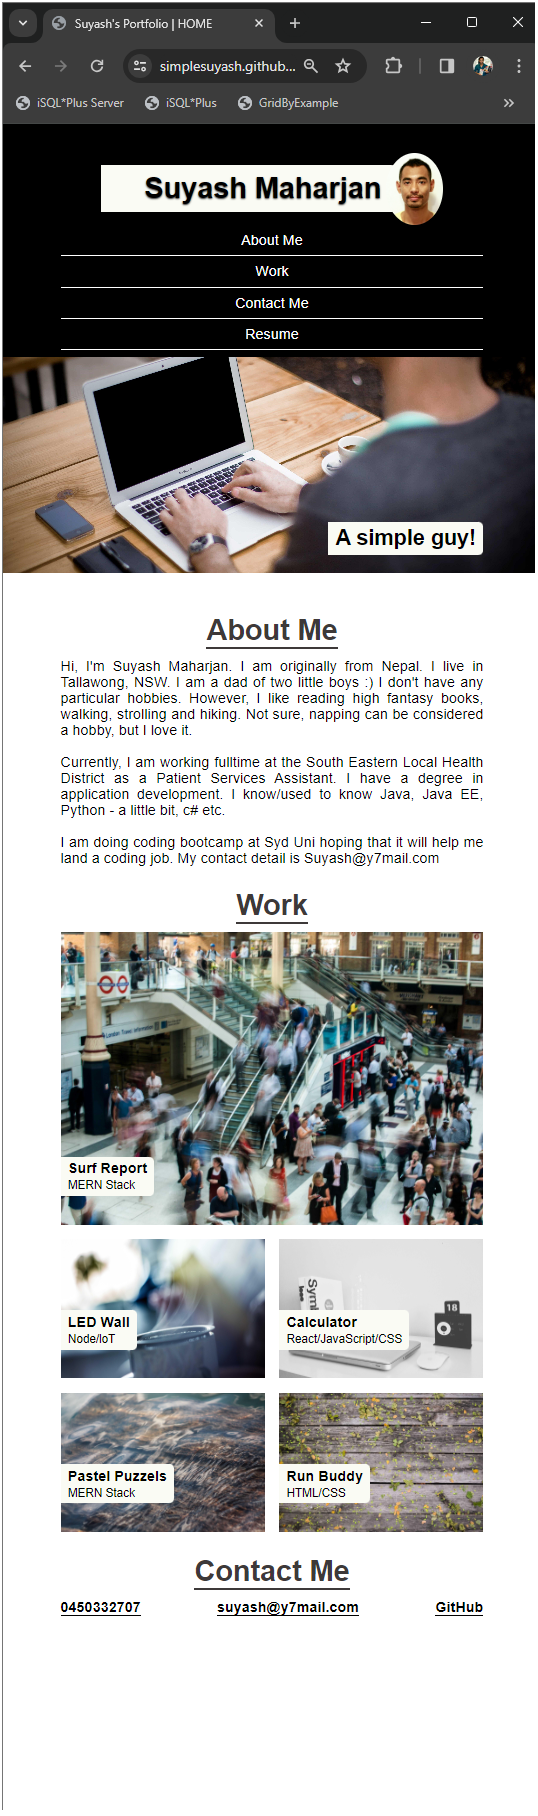 Suyash's Portfolio | HOME
simplesuyash.github...
iSQL*Plus Server
iSQL*Plus
GridByExample
Suyash Maharjan
About Me
Work
Contact Me
Resume
A simple guy!
About Me
Hi, I'm Suyash Maharjan. I am originally from Nepal. I live in
Tallawong, NSW. I am a dad of two little boys :) I don't have any
particular hobbies. However, I like reading high fantasy books,
walking, strolling and hiking. Not sure, napping can be considered
a hobby, but I love it.
Currently, I am working fulltime at the South Eastern Local Health
District as a Patient Services Assistant. I have a degree in
application development. I know/used to know Java, Java EE,
Python - a little bit, c# etc.
I am doing coding bootcamp at Syd Uni hoping that it will help me
land a coding job. My contact detail is Suyash@y7mail.com
Work
Surf Report
MERN Stack
LED Wall
Node/IoT
Calculator
React/JavaScript/CSS
18
Pastel Puzzels
MERN Stack
Run Buddy
HTML/CSS
Contact Me
0450332707
suyash@y7mail.com
GitHub